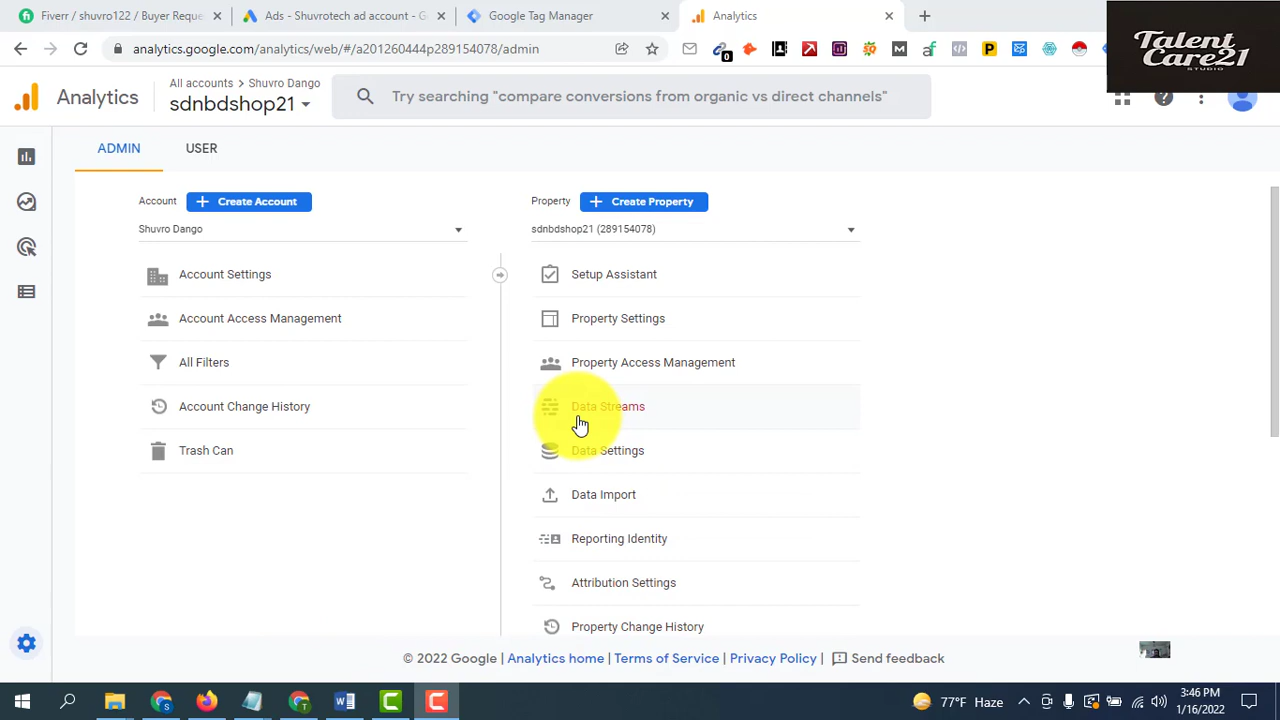 Fiverr / shuvro122 / Buyer Reque
Ads - Shuvrotech ad account - G
Google Tag Manager
Analytics
analytics.google.com/analytics/web/#/a201260444p289154078/admin
0
Talent
Care21
STUDIO
Analytics
All accounts > Shuvro Dango
sdnbdshop21
Try searching "compare conversions from organic vs direct channels"
ADMIN
USER
Account
+ Create Account
Property
+ Create Property
Shuvro Dango
sdnbdshop21 (289154078)
Account Settings
Setup Assistant
Account Access Management
Property Settings
All Filters
Property Access Management
Account Change History
Data Streams
Trash Can
Data Settings
Data Import
Reporting Identity
Attribution Settings
Property Change History
© 2022 Google | Analytics home | Terms of Service | Privacy Policy | Send feedback
77°F Haze
3:46 PM
1/16/2022